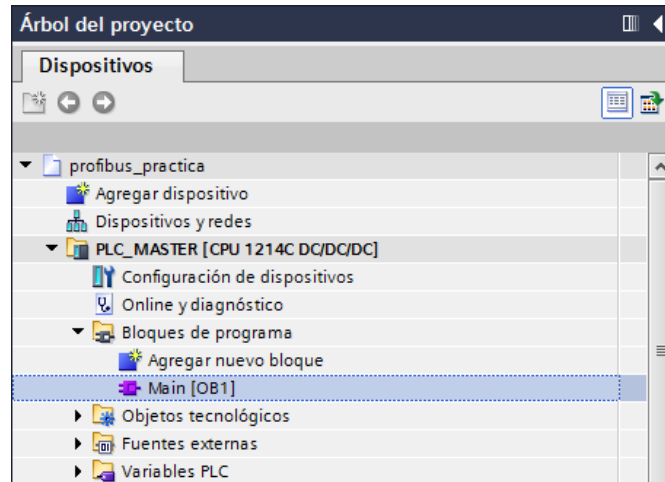 Árbol del proyecto
Dispositivos
profibus_practica
Agregar dispositivo
Dispositivos y redes
PLC_MASTER [CPU 1214C DC/DC/DC]
Configuración de dispositivos
Online y diagnóstico
Bloques de programa
Agregar nuevo bloque
Main [OB1]
Objetos tecnológicos
Fuentes externas
Variables PLC